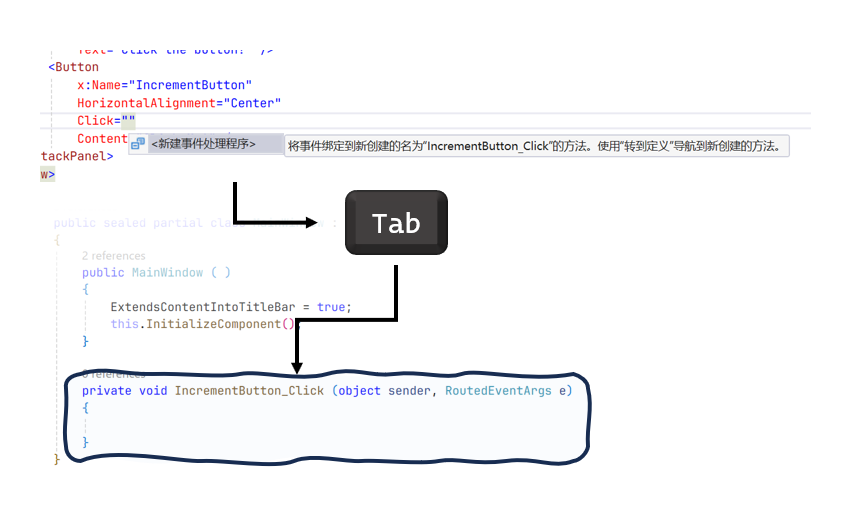 Text="Click the button!" />
<Button
x:Name="IncrementButton"
HorizontalAlignment="Center"
Click=""
Content
<新建事件处理程序>
将事件绑定到新创建的名为"IncrementButton_Click"的方法。使用"转到定义"导航到新创建的方法。
tackPanel>
w>
Tab
public sealed partial class
{
2 references
public MainWindow ( )
{
ExtendsContentIntoTitleBar = true;
this.InitializeComponent();
}
references
private void IncrementButton_Click (object sender, RoutedEventArgs e)
{
}
}